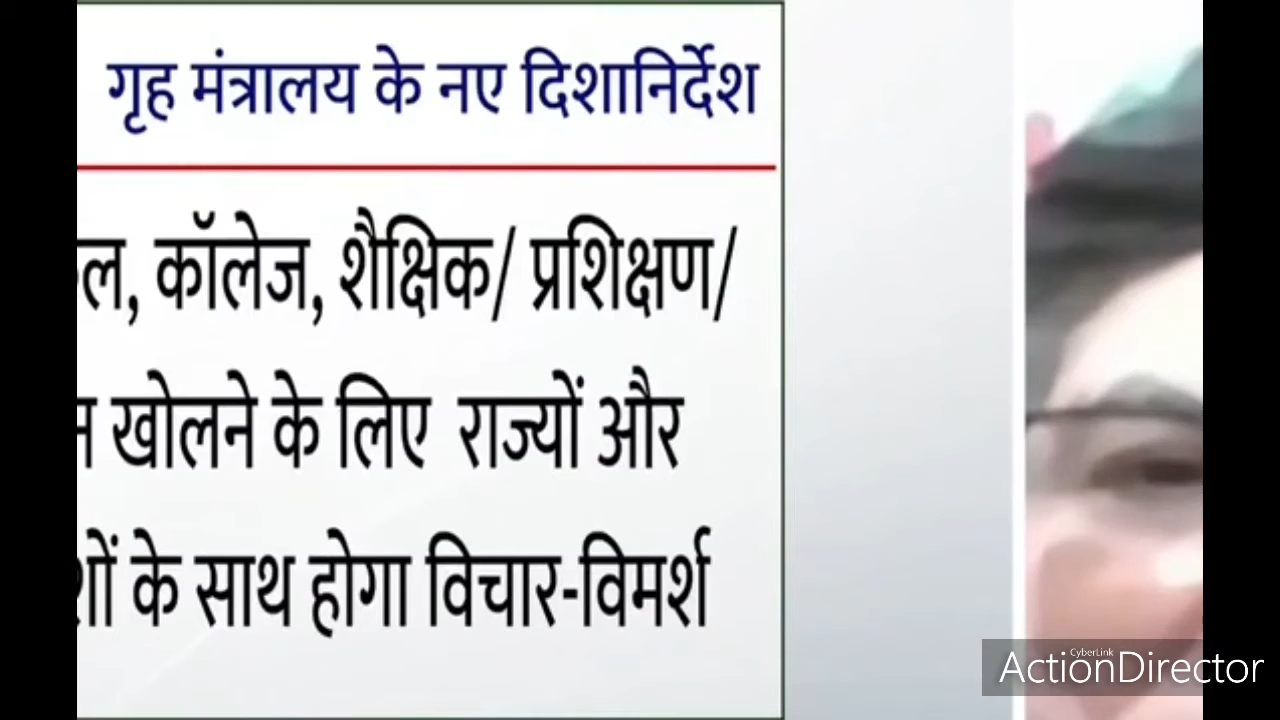 गृह मंत्रालय के नए दिशानिर्देश
कॉलेज, शैक्षिक/ प्रशिक्षण/
खोलने के लिए राज्यों और
के साथ होगा विचार-विमर्श
CyberLink
ActionDirector